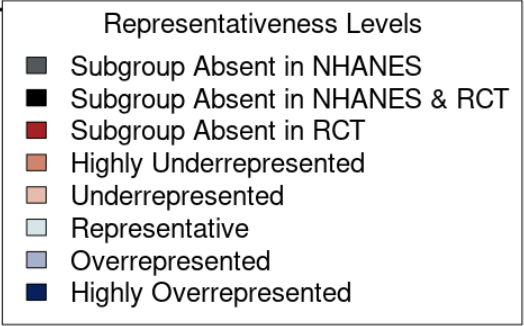 Representativeness Levels
Subgroup Absent in NHANES
Subgroup Absent in NHANES & RCT
Subgroup Absent in RCT
Highly Underrepresented
Underrepresented
Representative
Overrepresented
Highly Overrepresented